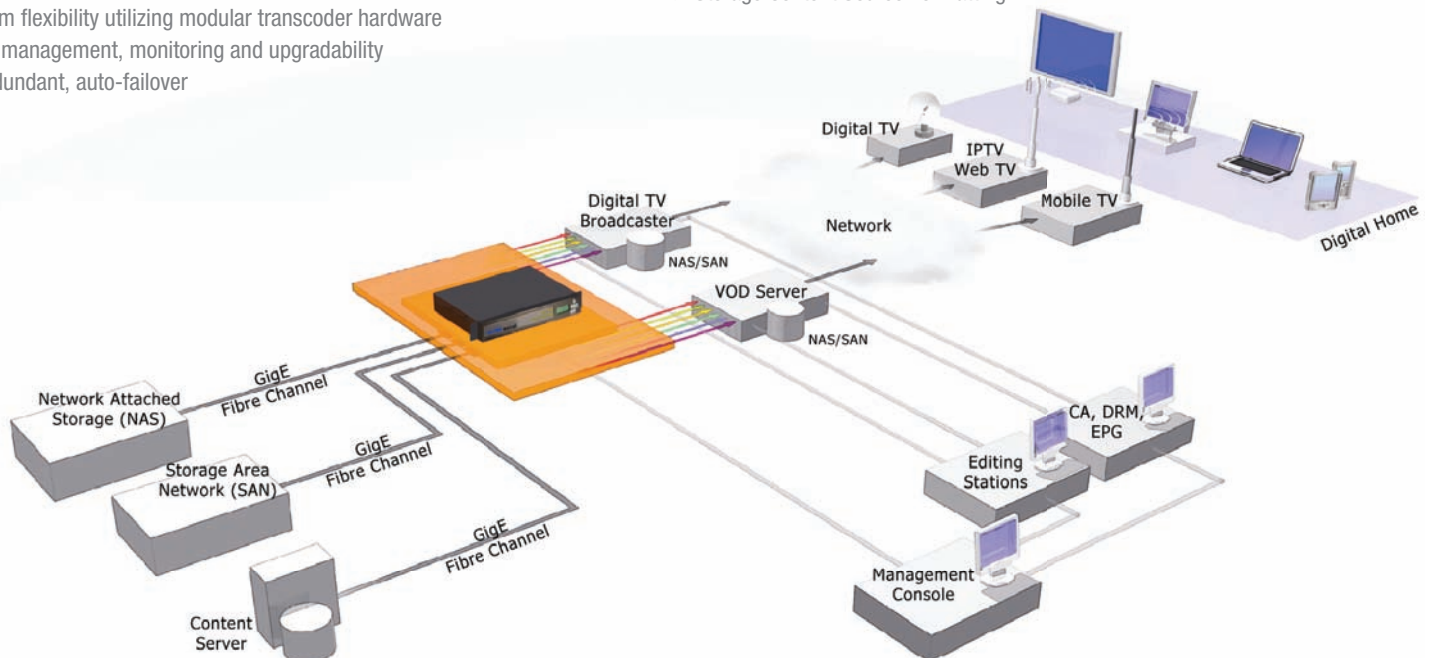 m flexibility utilizing modular transcoder hardware
management, monitoring and upgradability
undant, auto-failover
Digital TV
IPTV
Web TV
Mobile TV
Digital Home
Digital TV
Broadcaster
NAS/SAN
Network
VOD Server
NAS/SAN
GigE
Fibre Channel
Network Attached
Storage (NAS)
GigE
Fibre Channel
Storage Area
Network (SAN)
GigE
Fibre Channel
Content
Server
CA, DRM,
EPG
Editing
Stations
Management
Console